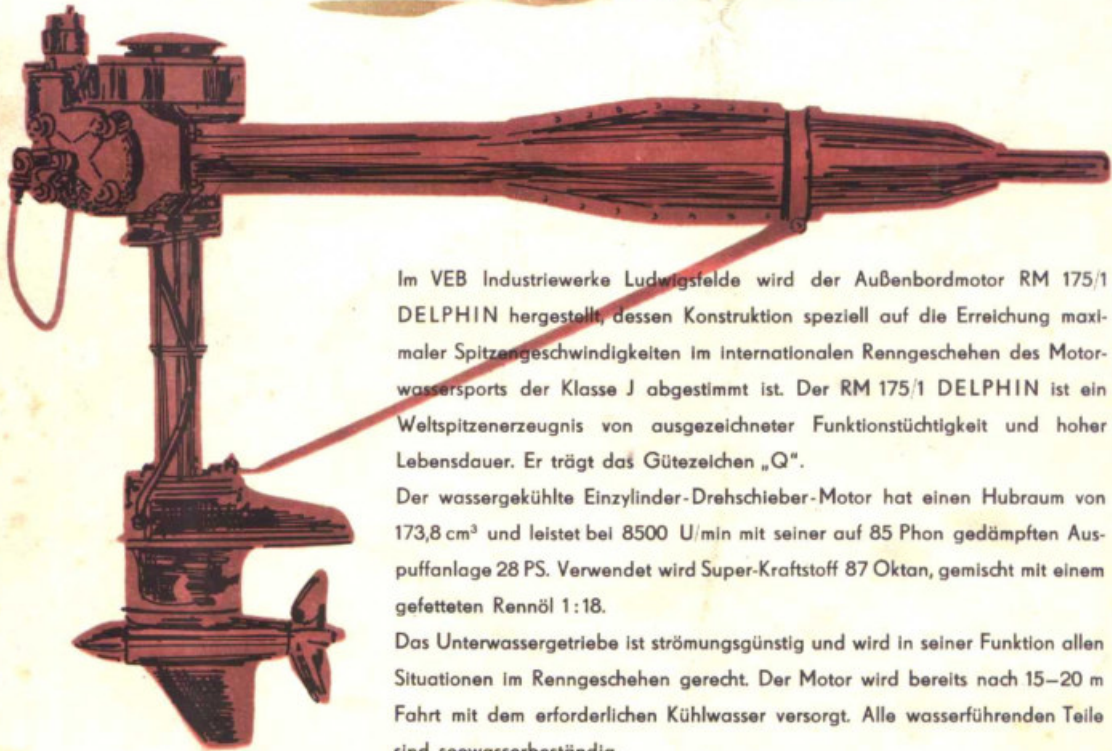 Im VEB Industriewerke Ludwigsfelde wird der Außenbordmotor RM 175/1
DELPHIN hergestellt, dessen Konstruktion speziell auf die Erreichung maxi-
maler Spitzengeschwindigkeiten im internationalen Renngeschehen des Motor-
wassersports der Klasse J abgestimmt ist. Der RM 175/1 DELPHIN ist ein
Weltspitzenerzeugnis von ausgezeichneter Funktionstüchtigkeit und hoher
Lebensdauer. Er trägt das Gütezeichen „Q“.
Der wassergekühlte Einzylinder-Drehschieber-Motor hat einen Hubraum von
173,8 cm³ und leistet bei 8500 U/min mit seiner auf 85 Phon gedämpften Aus-
puffanlage 28 PS. Verwendet wird Super-Kraftstoff 87 Oktan, gemischt mit einem
gefetteten Rennöl 1:18.
Das Unterwassergetriebe ist strömungsgünstig und wird in seiner Funktion allen
Situationen im Renngeschehen gerecht. Der Motor wird bereits nach 15–20 m
Fahrt mit dem erforderlichen Kühlwasser versorgt. Alle wasserführenden Teile
sind seewasserbeständig.